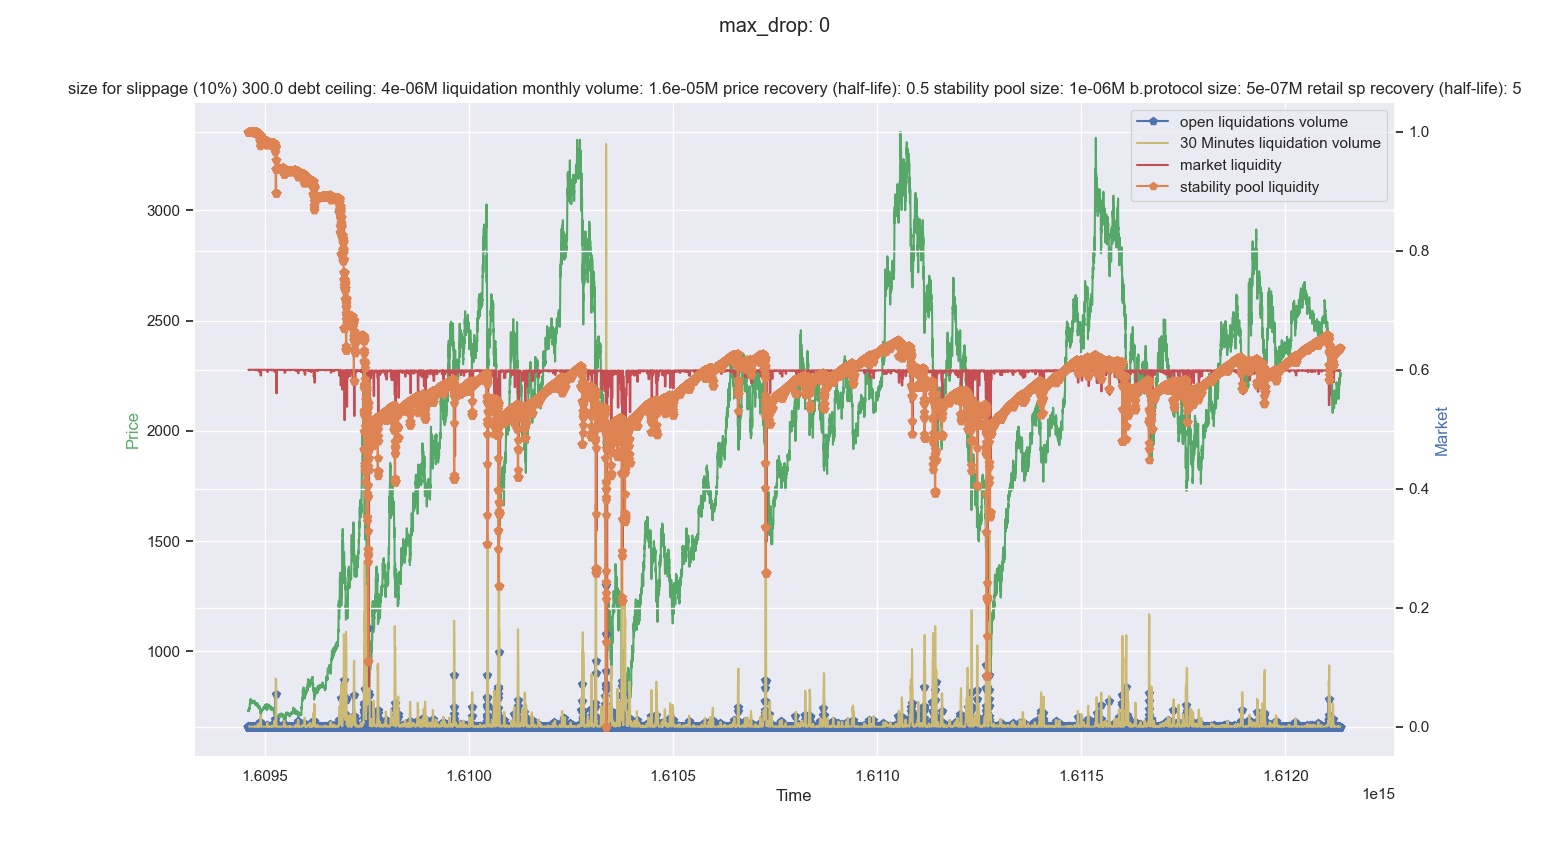 max_drop: 0
size for slippage (10%) 300.0 debt ceiling: 4e-06M liquidation monthly volume: 1.6e-05M price recovery (half-life): 0.5 stability pool size: 1e-06M b.protocol size: 5e-07M retail sp recovery (half-life): 5
open liquidations volume
30 Minutes liquidation volume
market liquidity
stability pool liquidity
3000
2500
2000
1500
1000
Price
1.0
0.8
0.6
0.4
0.2
0.0
Market
1.6095 1.6100 1.6105 1.6110 1.6115 1.6120
Time
1e15